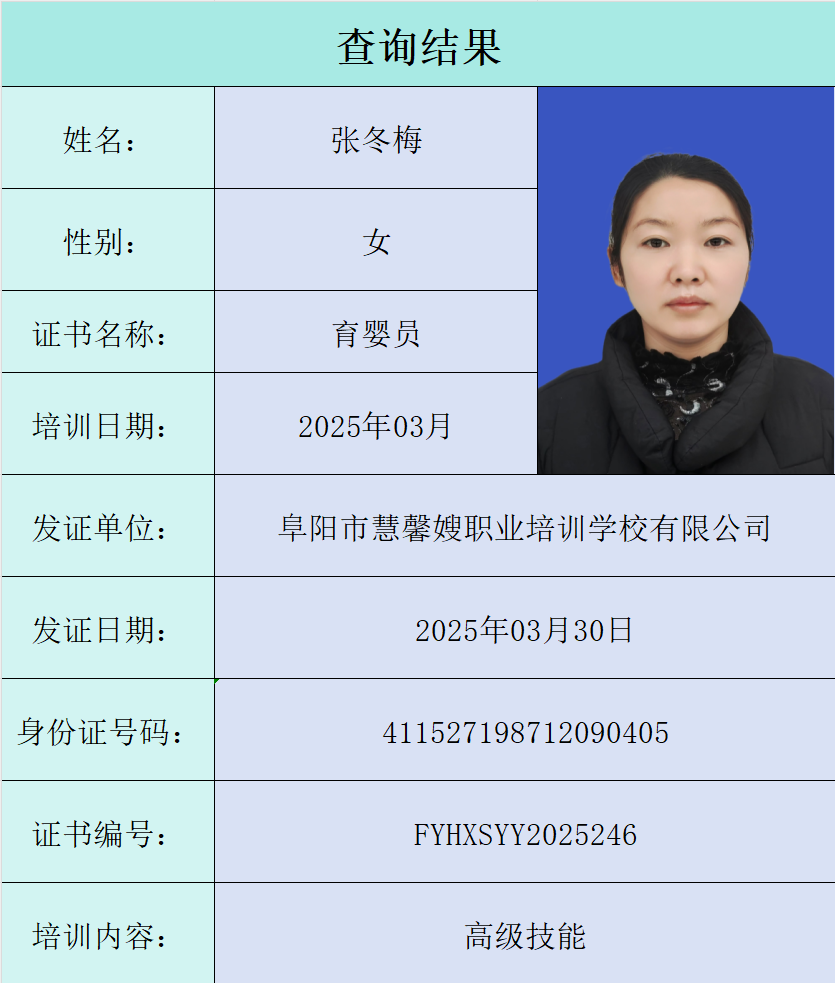 查询结果
姓名： 张冬梅
性别： 女
证书名称： 育婴员
培训日期： 2025年03月
发证单位： 阜阳市慧馨嫂职业培训学校有限公司
发证日期： 2025年03月30日
身份证号码： 411527198712090405
证书编号： FYHXSYY2025246
培训内容： 高级技能